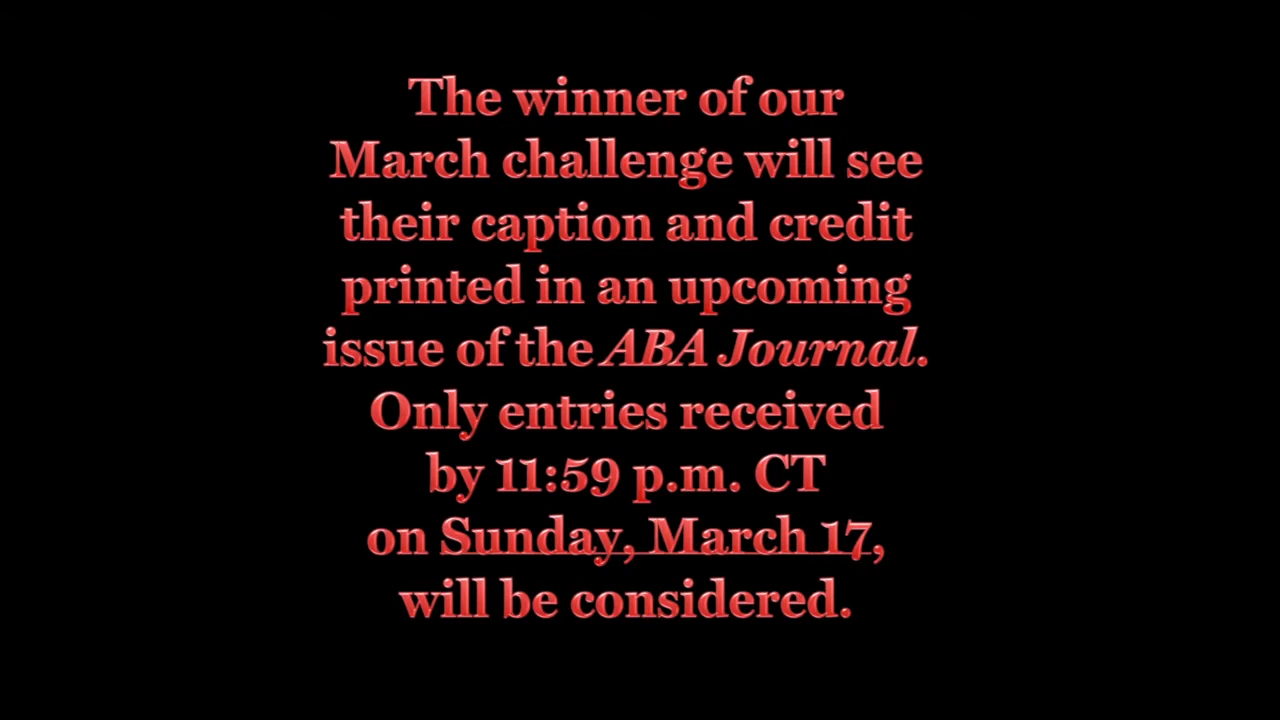 The winner of our
March challenge will see
their caption and credit
printed in an upcoming
issue of the ABA Journal.
Only entries received
by 11:59 p.m. CT
on Sunday, March 17,
will be considered.